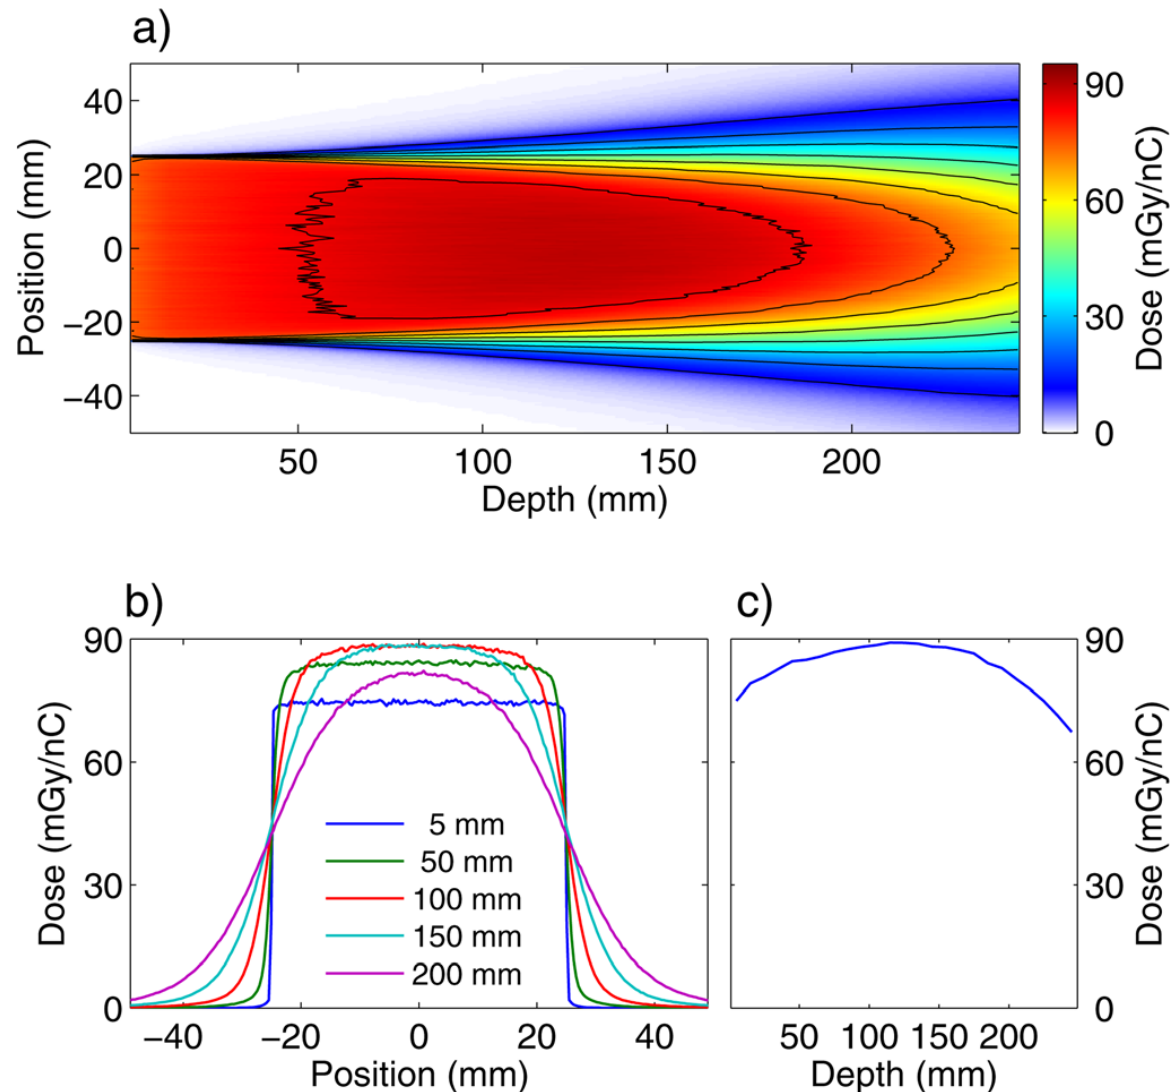 a)
40
20
0
−20
−40
Position (mm)
50 100 150 200
Depth (mm)
90
60
30
0
Dose (mGy/nC)
b)
90
60
30
0
Dose (mGy/nC)
5 mm
50 mm
100 mm
150 mm
200 mm
−40 −20 0 20 40
Position (mm)
c)
90
60
30
0
Dose (mGy/nC)
50 100 150 200
Depth (mm)